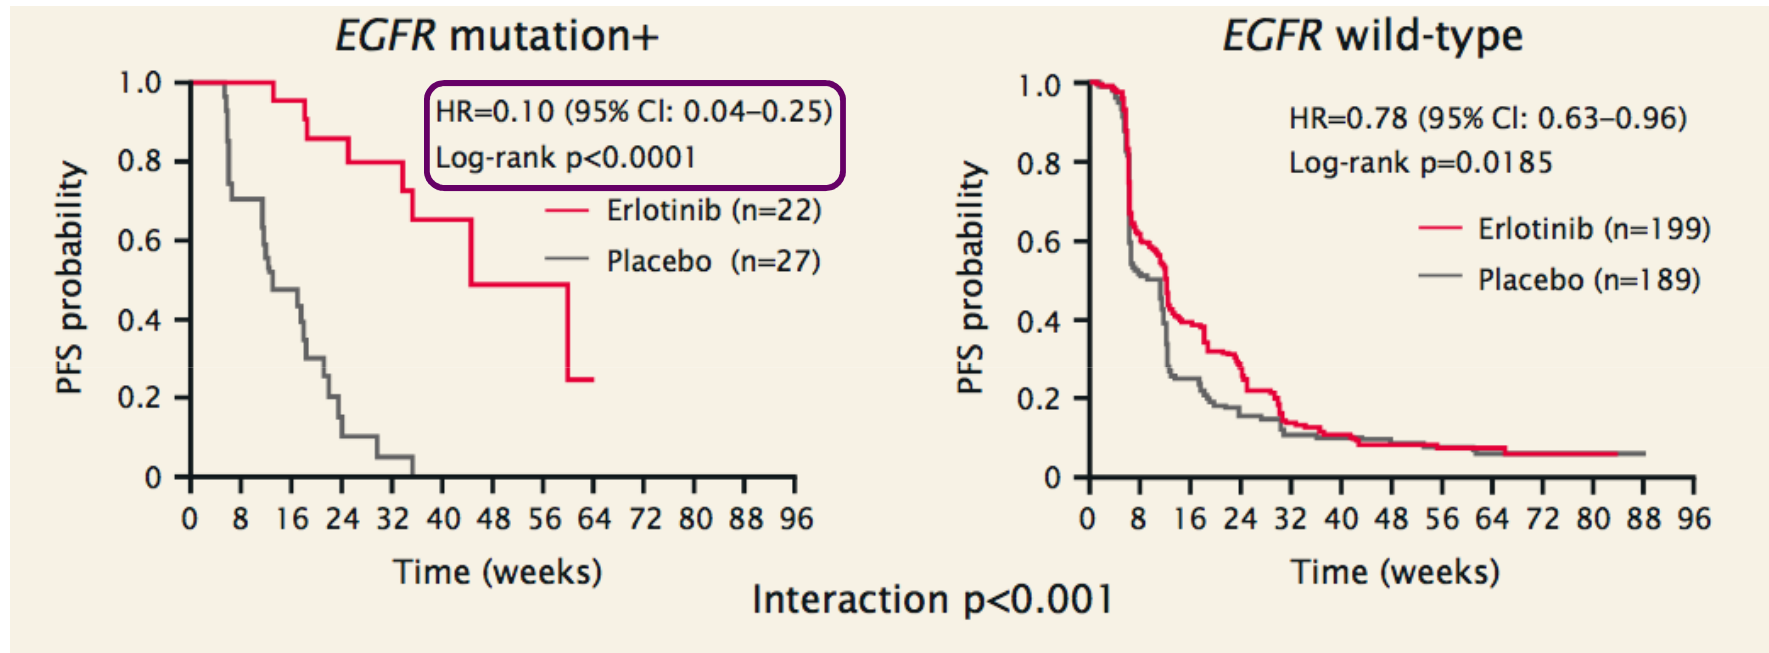 EGFR mutation+
HR=0.10 (95% CI: 0.04–0.25)
Log-rank p<0.0001
Erlotinib (n=22)
Placebo (n=27)
PFS probability
1.0
0.8
0.6
0.4
0.2
0
0 8 16 24 32 40 48 56 64 72 80 88 96
Time (weeks)
EGFR wild-type
HR=0.78 (95% CI: 0.63–0.96)
Log-rank p=0.0185
Erlotinib (n=199)
Placebo (n=189)
PFS probability
1.0
0.8
0.6
0.4
0.2
0
0 8 16 24 32 40 48 56 64 72 80 88 96
Time (weeks)
Interaction p<0.001